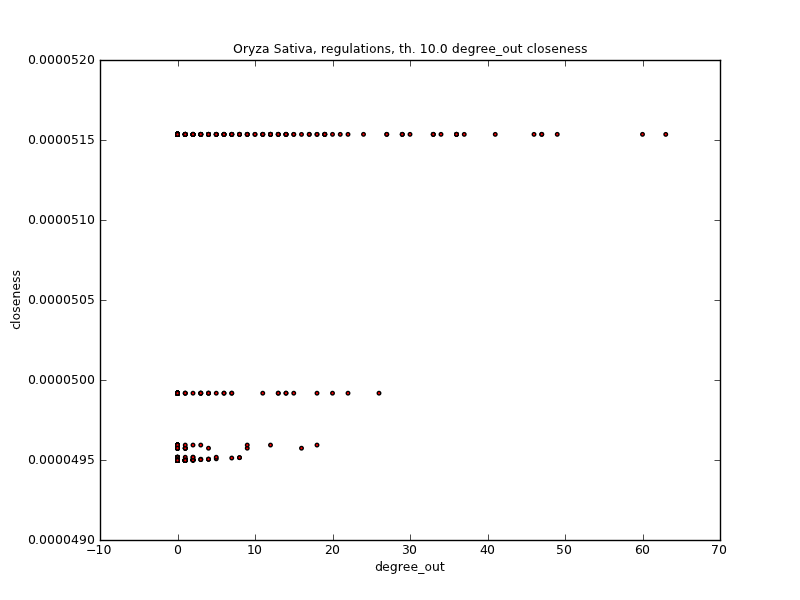 Oryza Sativa, regulations, th. 10.0 degree_out closeness
0.0000520
0.0000515
0.0000510
0.0000505
0.0000500
0.0000495
0.0000490
closeness
−10 0 10 20 30 40 50 60 70
degree_out